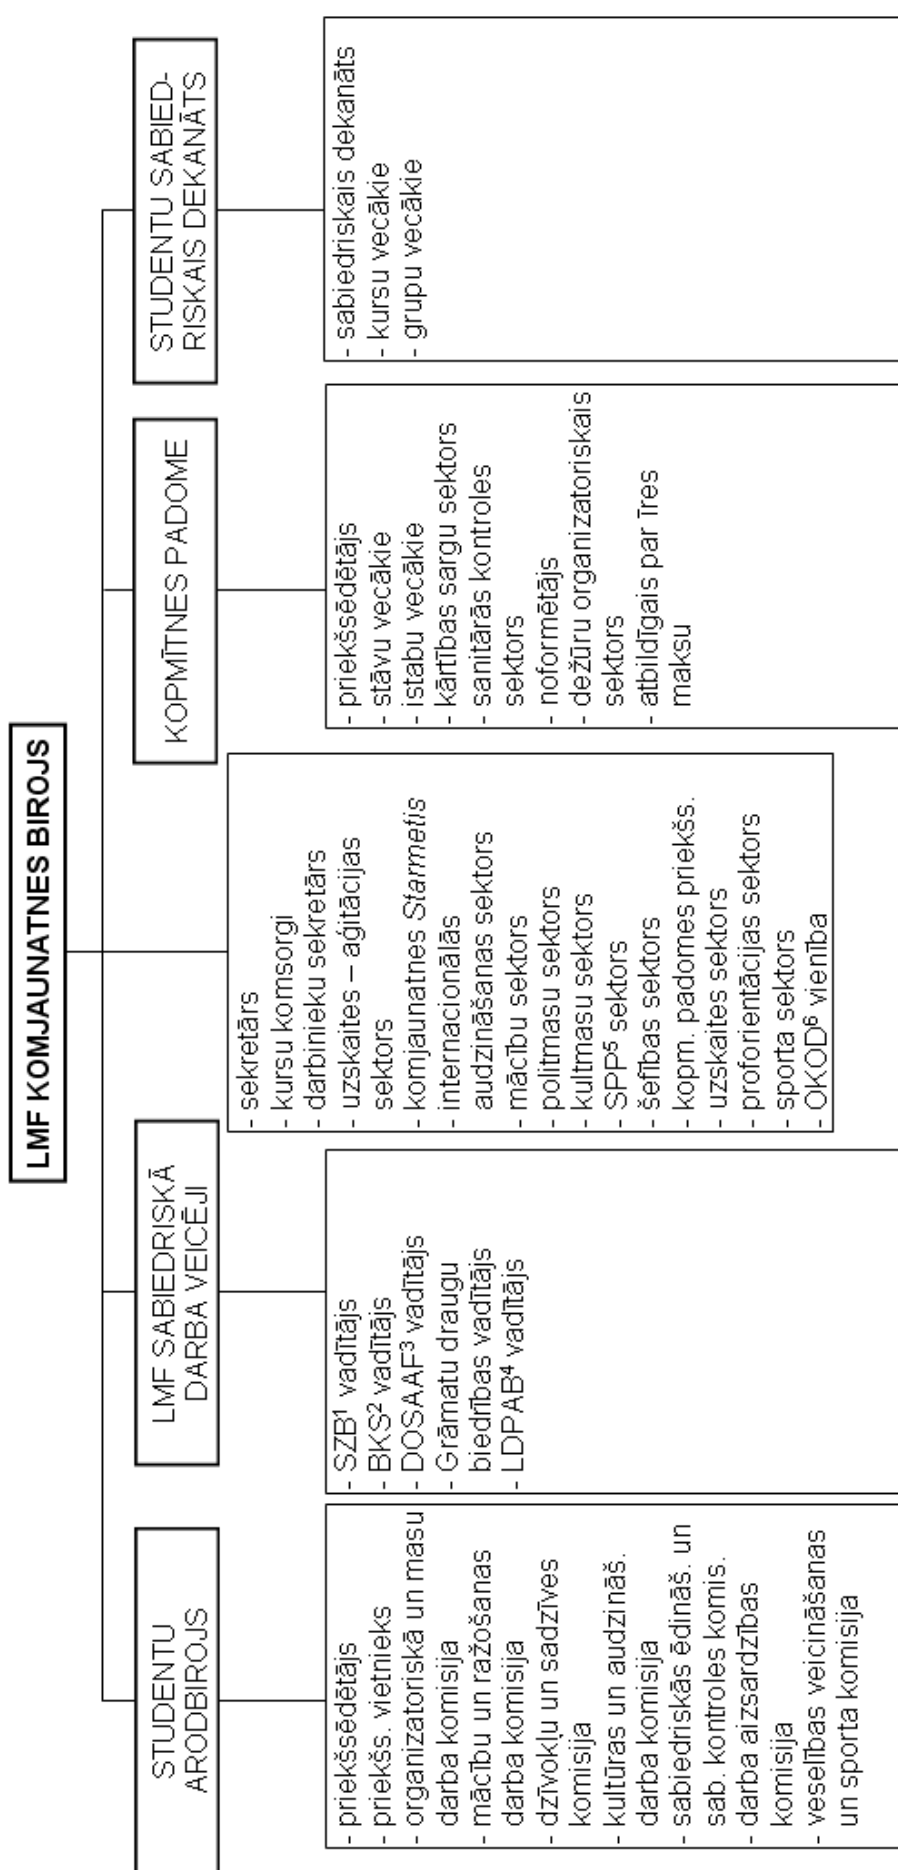 LMF KOMJAUNATNES BIROJS
STUDENTU
ARODBIROJS
- priekšsēdētājs
- priekšs. vietnieks
- organizatoriskā un masu
darba komisija
- mācību un ražošanas
darba komisija
- dzīvokļu un sadzīves
komisija
- kultūras un audzināš.
darba komisija
- sabiedriskās ēdināš. un
sab. kontroles komis.
- darba aizsardzības
komisija
- veselības veicināšanas
un sporta komisija
LMF SABIEDRISKĀ
DARBA VEICĒJI
- SZB¹ vadītājs
- BKS² vadītājs
- DOSAAF³ vadītājs
- Grāmatu draugu
biedrības vadītājs
- LDPAB⁴ vadītājs
- sekretārs
- kursu komsorgi
- darbinieku sekretārs
- uzskaites – aģitācijas
sektors
- komjaunatnes Starmetis
- internacionālās
audzināšanas sektors
- mācību sektors
- politmasu sektors
- kultmasu sektors
- SPP⁵ sektors
- šefības sektors
- kopm. padomes priekšs.
- uzskaites sektors
- proforientācijas sektors
- sporta sektors
- OKOD⁶ vienība
KOPMĪTNES PADOME
- priekšsēdētājs
- stāvu vecākie
- istabu vecākie
- kārtības sargu sektors
- sanitārās kontroles
sektors
- noformētājs
- dežūru organizatoriskais
sektors
- atbildīgais par īres
maksu
STUDENTU SABIED-
RISKAIS DEKANĀTS
- sabiedriskais dekanāts
- kursu vecākie
- grupu vecākie